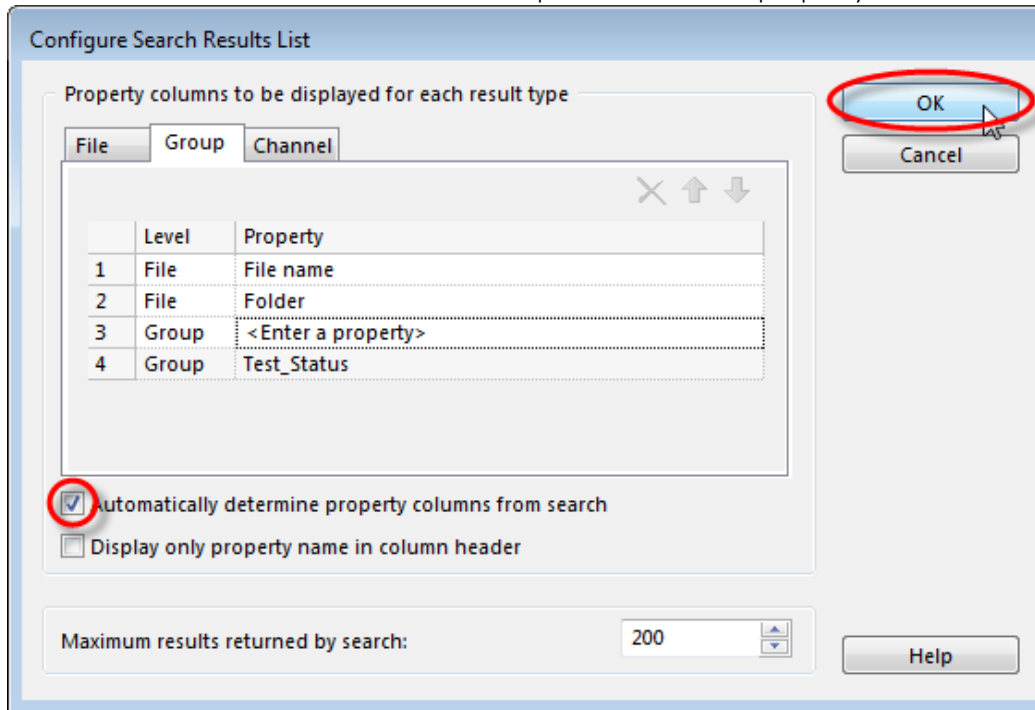 Configure Search Results List
Property columns to be displayed for each result type
OK
File Group Channel
Cancel
Level Property
1 File File name
2 File Folder
3 Group <Enter a property>
4 Group Test_Status
Automatically determine property columns from search
Display only property name in column header
Maximum results returned by search: 200
Help